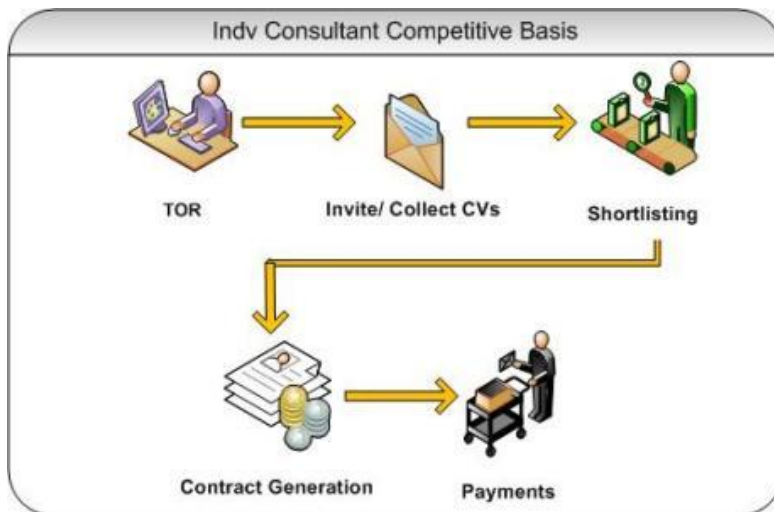 Indv Consultant Competitive Basis
TOR
Invite/ Collect CVs
Shortlisting
Contract Generation
Payments